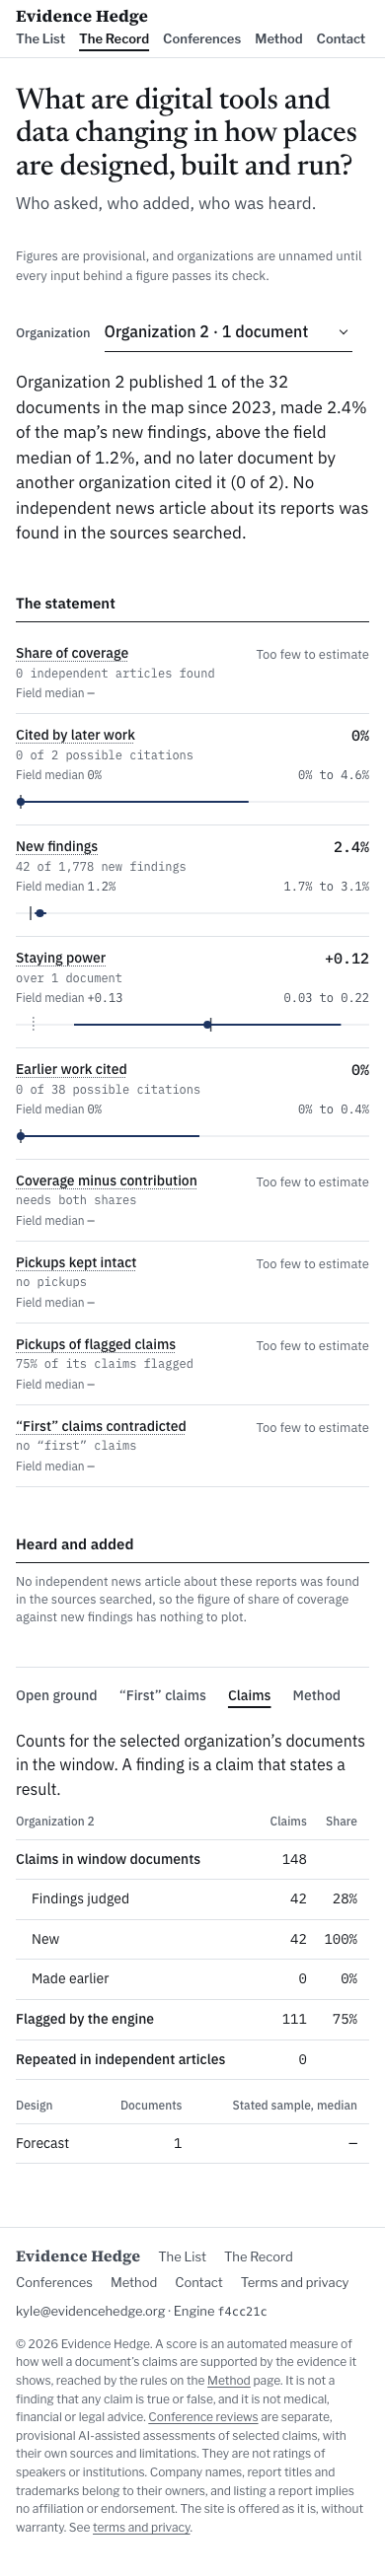 Evidence Hedge
The List The Record Conferences Method Contact
What are digital tools and
data changing in how places
are designed, built and run?
Who asked, who added, who was heard.
Figures are provisional, and organizations are unnamed until
every input behind a figure passes its check.
Organization Organization 2 · 1 document
Organization 2 published 1 of the 32
documents in the map since 2023, made 2.4%
of the map’s new findings, above the field
median of 1.2%, and no later document by
another organization cited it (0 of 2). No
independent news article about its reports was
found in the sources searched.
The statement
Share of coverage Too few to estimate
0 independent articles found
Field median —
Cited by later work 0%
0 of 2 possible citations
Field median 0% 0% to 4.6%
New findings 2.4%
42 of 1,778 new findings
Field median 1.2% 1.7% to 3.1%
Staying power +0.12
over 1 document
Field median +0.13 0.03 to 0.22
Earlier work cited 0%
0 of 38 possible citations
Field median 0% 0% to 0.4%
Coverage minus contribution Too few to estimate
needs both shares
Field median —
Pickups kept intact Too few to estimate
no pickups
Field median —
Pickups of flagged claims Too few to estimate
75% of its claims flagged
Field median —
“First” claims contradicted Too few to estimate
no “first” claims
Field median —
Heard and added
No independent news article about these reports was found
in the sources searched, so the figure of share of coverage
against new findings has nothing to plot.
Open ground “First” claims Claims Method
Counts for the selected organization’s documents
in the window. A finding is a claim that states a
result.
Organization 2 Claims Share
Claims in window documents 148
Findings judged 42 28%
New 42 100%
Made earlier 0 0%
Flagged by the engine 111 75%
Repeated in independent articles 0
Design Documents Stated sample, median
Forecast 1 —
Evidence Hedge The List The Record
Conferences Method Contact Terms and privacy
kyle@evidencehedge.org · Engine f4cc21c
© 2026 Evidence Hedge. A score is an automated measure of
how well a document’s claims are supported by the evidence it
shows, reached by the rules on the Method page. It is not a
finding that any claim is true or false, and it is not medical,
financial or legal advice. Conference reviews are separate,
provisional AI-assisted assessments of selected claims, with
their own sources and limitations. They are not ratings of
speakers or institutions. Company names, report titles and
trademarks belong to their owners, and listing a report implies
no affiliation or endorsement. The site is offered as it is, without
warranty. See terms and privacy.